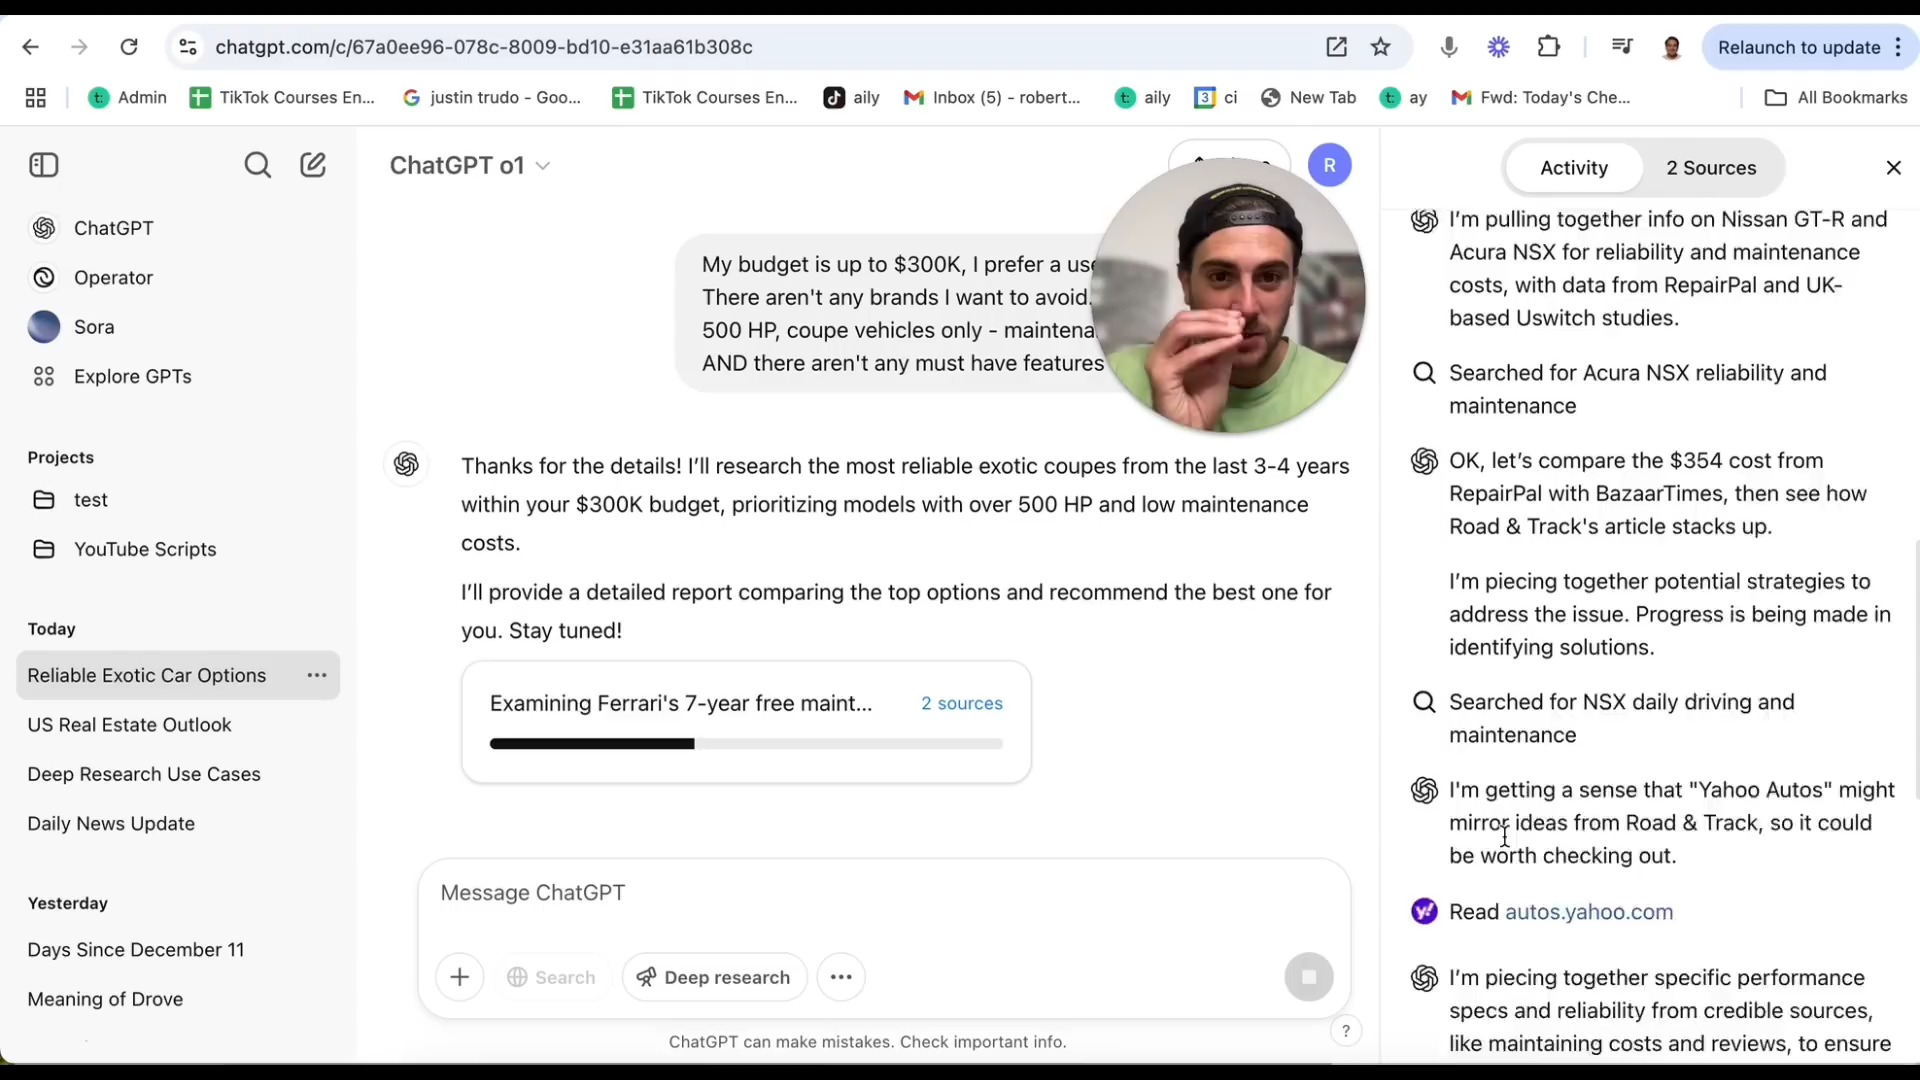 chatgpt.com/c/67a0ee96-078c-8009-bd10-e31aa61b308c
Relaunch to update
Admin
TikTok Courses En...
justin trudo - Goo...
TikTok Courses En...
aily
Inbox (5) - robert...
aily
3
ci
New Tab
ay
Fwd: Today's Che...
All Bookmarks
ChatGPT
Operator
Sora
Explore GPTs
Projects
test
YouTube Scripts
Today
Reliable Exotic Car Options
US Real Estate Outlook
Deep Research Use Cases
Daily News Update
Yesterday
Days Since December 11
Meaning of Drove
ChatGPT o1
R
My budget is up to $300K, I prefer a
There aren't any brands I want to avoid.
500 HP, coupe vehicles only -
AND there aren't any must have features
Thanks for the details! I'll research the most reliable exotic coupes from the last 3-4 years
within your $300K budget, prioritizing models with over 500 HP and low maintenance
costs.
I'll provide a detailed report comparing the top options and recommend the best one for
you. Stay tuned!
Examining Ferrari's 7-year free maint...
2 sources
Message ChatGPT
Search
Deep research
ChatGPT can make mistakes. Check important info.
?
Activity
2 Sources
I'm pulling together info on Nissan GT-R and
Acura NSX for reliability and maintenance
costs, with data from RepairPal and UK-
based Uswitch studies.
Searched for Acura NSX reliability and
maintenance
OK, let's compare the $354 cost from
RepairPal with BazaarTimes, then see how
Road & Track's article stacks up.
I'm piecing together potential strategies to
address the issue. Progress is being made in
identifying solutions.
Searched for NSX daily driving and
maintenance
I'm getting a sense that "Yahoo Autos" might
mirror ideas from Road & Track, so it could
be worth checking out.
Read autos.yahoo.com
I'm piecing together specific performance
specs and reliability from credible sources,
like maintaining costs and reviews, to ensure